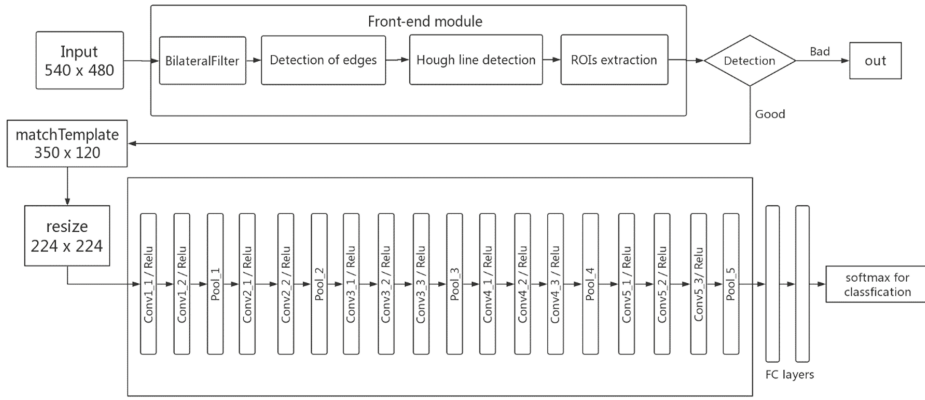 Front-end module
Input
540 x 480
BilateralFilter
Detection of edges
Hough line detection
ROIs extraction
Detection
Bad
out
Good
matchTemplate
350 x 120
resize
224 x 224
Conv1_1 / Relu
Conv1_2 / Relu
Pool_1
Conv2_1 / Relu
Conv2_2 / Relu
Pool_2
Conv3_1 / Relu
Conv3_2 / Relu
Conv3_3 / Relu
Pool_3
Conv4_1 / Relu
Conv4_2 / Relu
Conv4_3 / Relu
Pool_4
Conv5_1 / Relu
Conv5_2 / Relu
Conv5_3/ Relu
Pool_5
FC layers
softmax for
classfication